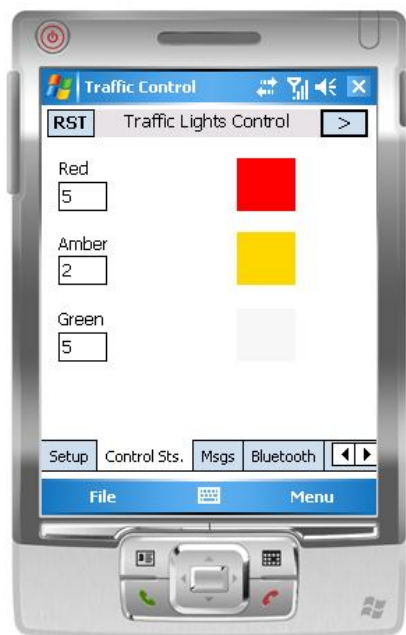 Traffic Control
RST Traffic Lights Control >
Red
5
Amber
2
Green
5
Setup Control Sts. Msgs Bluetooth
File Menu